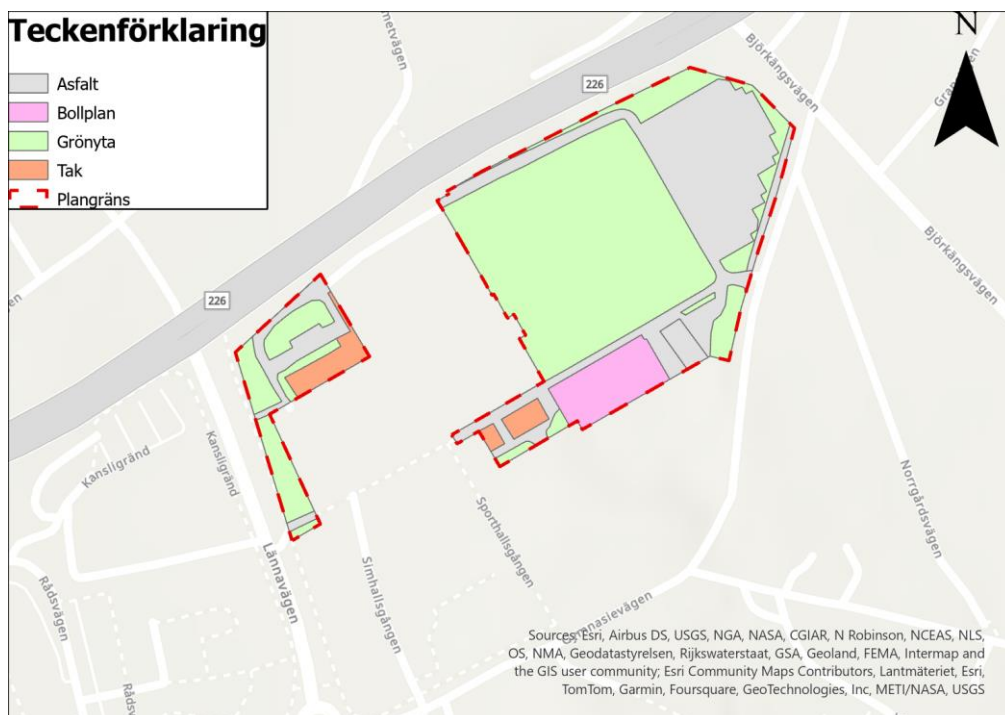 Teckenförklaring
Asfalt
Bollplan
Grönyta
Tak
Plangräns
N
226
226
Björkängsvägen
Björkängsvägen
Kansligränd
Kansligränd
Lännavägen
Rådsvägen
Simhallsgången
Sporthallsgången
Norrgårdsvägen
Sources: Esri, Airbus DS, USGS, NGA, NASA, CGIAR, N Robinson, NCEAS, NLS,
OS, NMA, Geodatastyrelsen, Rijkswaterstaat, GSA, Geoland, FEMA, Intermap and
the GIS user community; Esri Community Maps Contributors, Lantmäteriet, Esri,
TomTom, Garmin, Foursquare, GeoTechnologies, Inc, METI/NASA, USGS